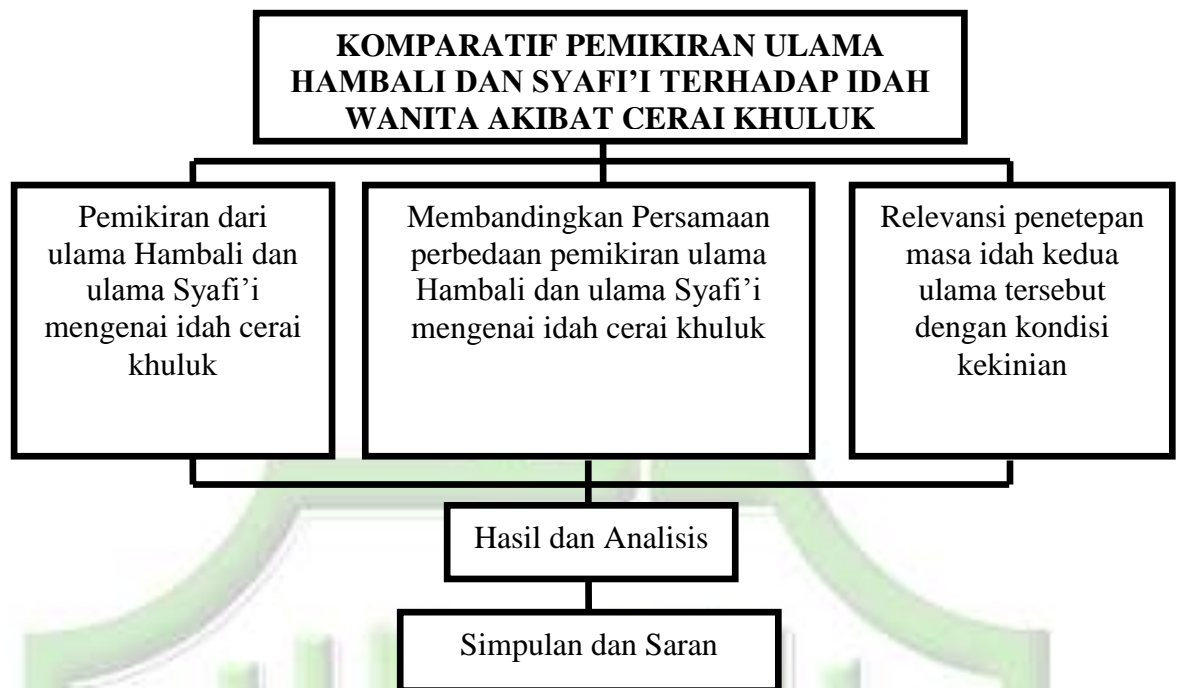 KOMPARATIF PEMIKIRAN ULAMA
HAMBALI DAN SYAFI’I TERHADAP IDAH
WANITA AKIBAT CERAI KHULUK
Pemikiran dari
ulama Hambali dan
ulama Syafi’i
mengenai idah cerai
khuluk
Membandingkan Persamaan
perbedaan pemikiran ulama
Hambali dan ulama Syafi’i
mengenai idah cerai khuluk
Relevansi penetepan
masa idah kedua
ulama tersebut
dengan kondisi
kekinian
Hasil dan Analisis
Simpulan dan Saran